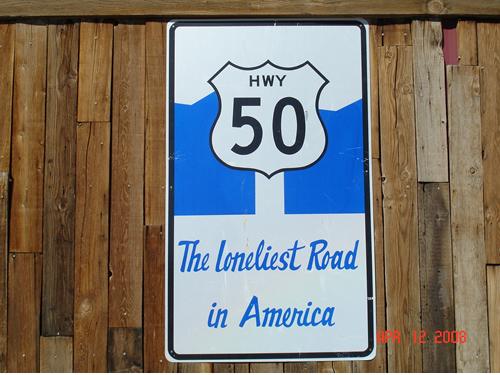 HWY
50
The Loneliest Road
in America
APR 12 2008